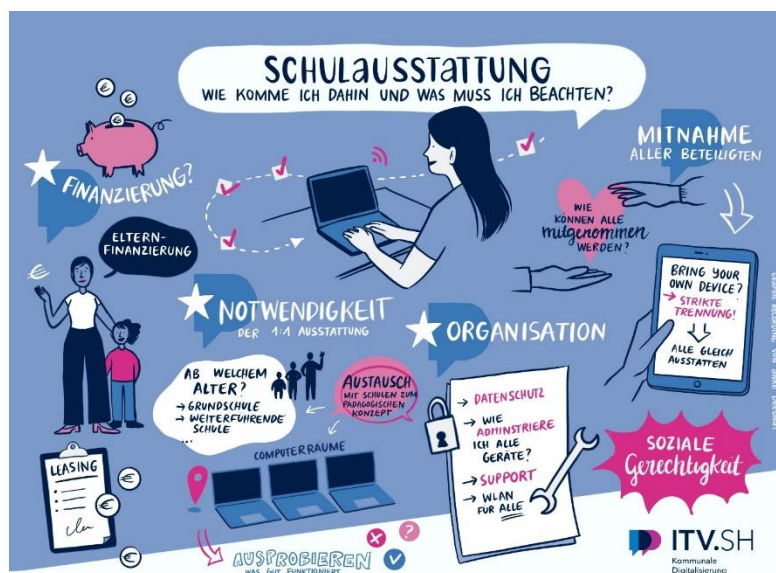 SCHULAUSSTATTUNG
WIE KOMME ICH DAHIN UND WAS MUSS ICH BEACHTEN?
FINANZIERUNG?
ELTERN-
FINANZIERUNG
LEASING
NOTWENDIGKEIT
DER 1:1 AUSSTATTUNG
AB WELCHEM
ALTER?
→ GRUNDSCHULE
→ WEITERFÜHRENDE
SCHULE
...
AUSTAUSCH
MIT SCHULEN ZUM
PÄDAGOGISCHEN
KONZEPT
COMPUTERRÄUME
AUSPROBIEREN
WAS GUT FUNKTIONIERT
ORGANISATION
→ DATENSCHUTZ
→ WIE
ADMINSTRIERE
ICH ALLE
GERÄTE?
→ SUPPORT
→ WLAN
FÜR ALLE
MITNAHME
ALLER BETEILIGTEN
WIE
KÖNNEN ALLE
mitgenommen
WERDEN?
BRING YOUR
OWN DEVICE?
→ STRIKTE
TRENNUNG!
ALLE GLEICH
AUSSTATTEN
SOZIALE
Gerechtigkeit
ITV.SH
Kommunale
Digitalisierung